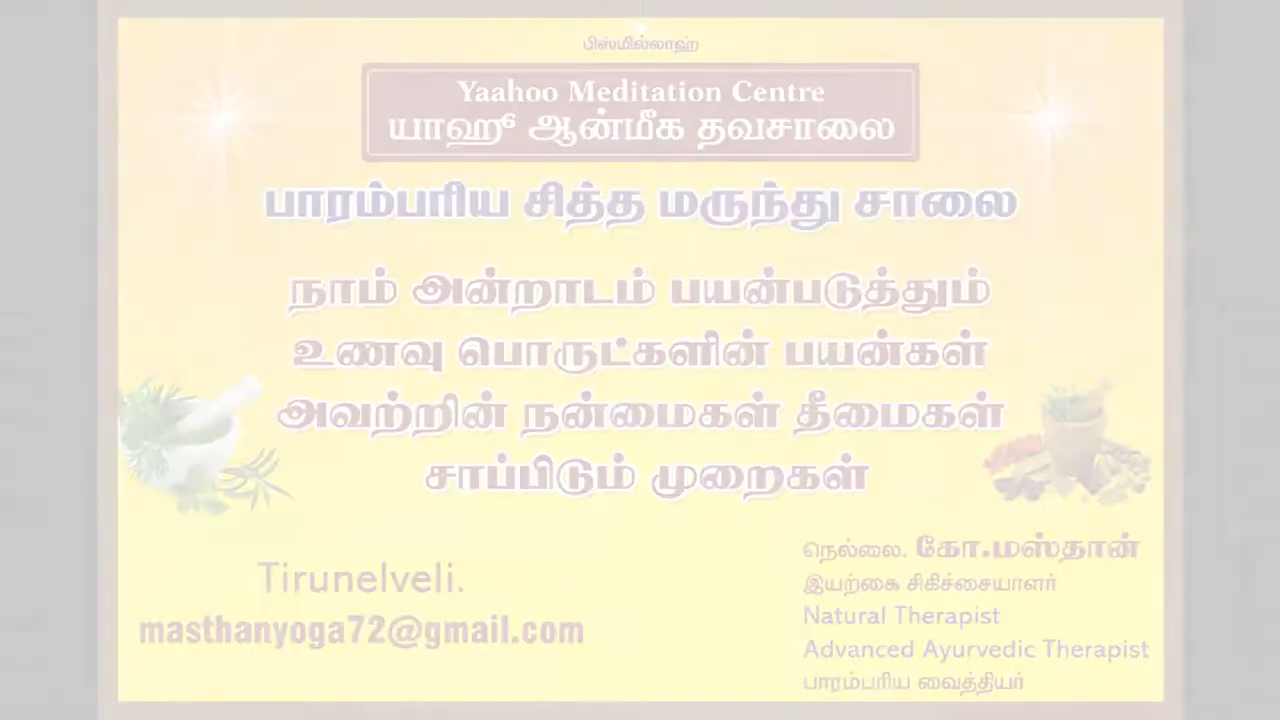 பிஸ்மில்லாஹ்
Yaahoo Meditation Centre
யாஹூ ஆன்மீக தவசாலை
பாரம்பரிய சித்த மருந்து சாலை
நாம் அன்றாடம் பயன்படுத்தும்
உணவு பொருட்களின் பயன்கள்
அவற்றின் நன்மைகள் தீமைகள்
சாப்பிடும் முறைகள்
Tirunelveli.
masthanyoga72@gmail.com
நெல்லை. கோ.மஸ்தான்
இயற்கை சிகிச்சையாளர்
Natural Therapist
Advanced Ayurvedic Therapist
பாரம்பரிய வைத்தியர்